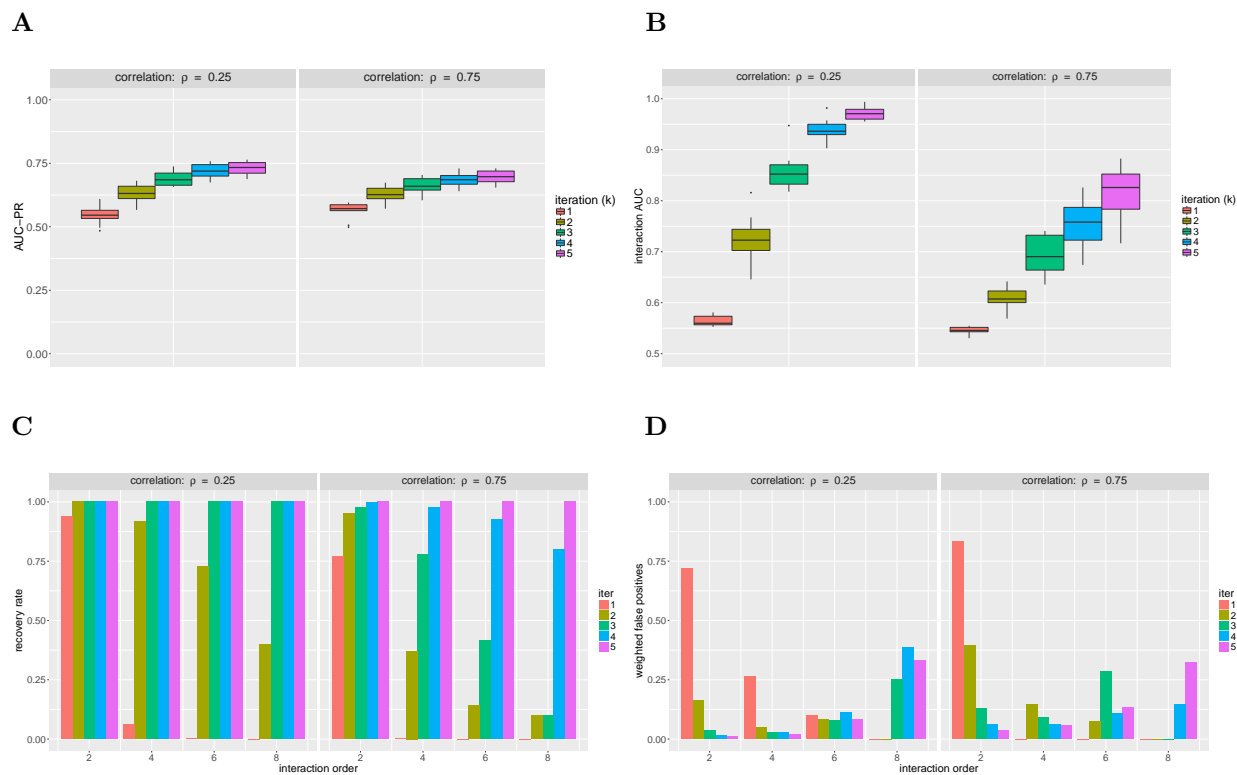 A
correlation: ρ = 0.25
correlation: ρ = 0.75
AUC−PR
1.00
0.75
0.50
0.25
0.00
iteration (k)
1
2
3
4
5
B
correlation: ρ = 0.25
correlation: ρ = 0.75
interaction AUC
1.0
0.9
0.8
0.7
0.6
0.5
iteration (k)
1
2
3
4
5
C
correlation: ρ = 0.25
correlation: ρ = 0.75
recovery rate
1.00
0.75
0.50
0.25
0.00
2 4 6 8 2 4 6 8
interaction order
iter
1
2
3
4
5
D
correlation: ρ = 0.25
correlation: ρ = 0.75
weighted false positives
1.00
0.75
0.50
0.25
0.00
2 4 6 8 2 4 6 8
interaction order
iter
1
2
3
4
5